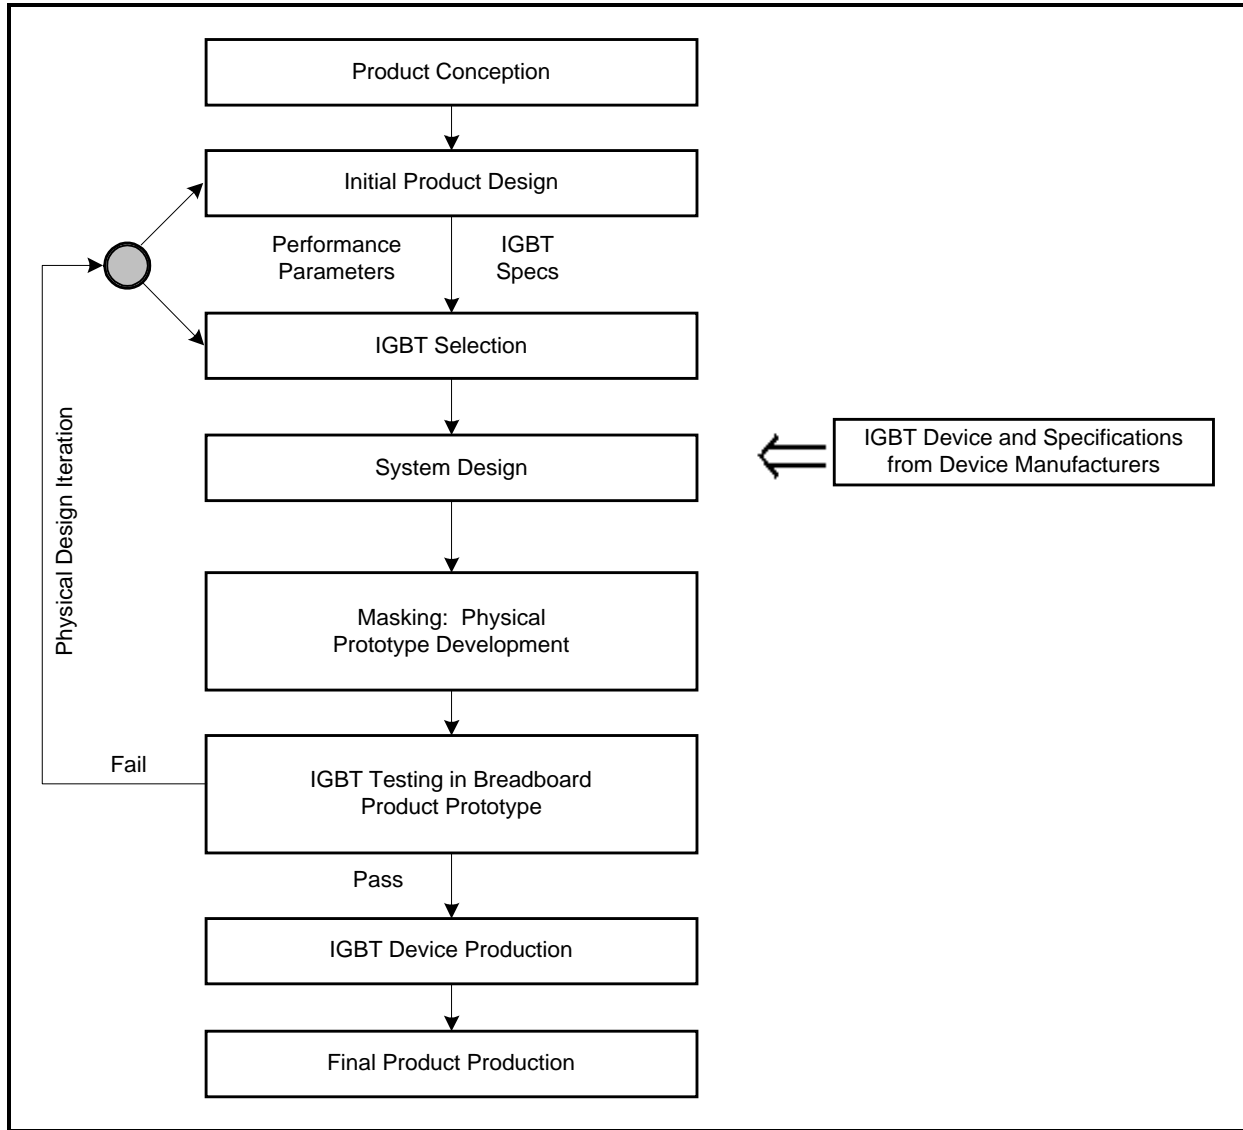 Product Conception
Initial Product Design
Performance
Parameters
IGBT
Specs
IGBT Selection
System Design
IGBT Device and Specifications
from Device Manufacturers
Physical Design Iteration
Masking:  Physical
Prototype Development
Fail
IGBT Testing in Breadboard
Product Prototype
Pass
IGBT Device Production
Final Product Production